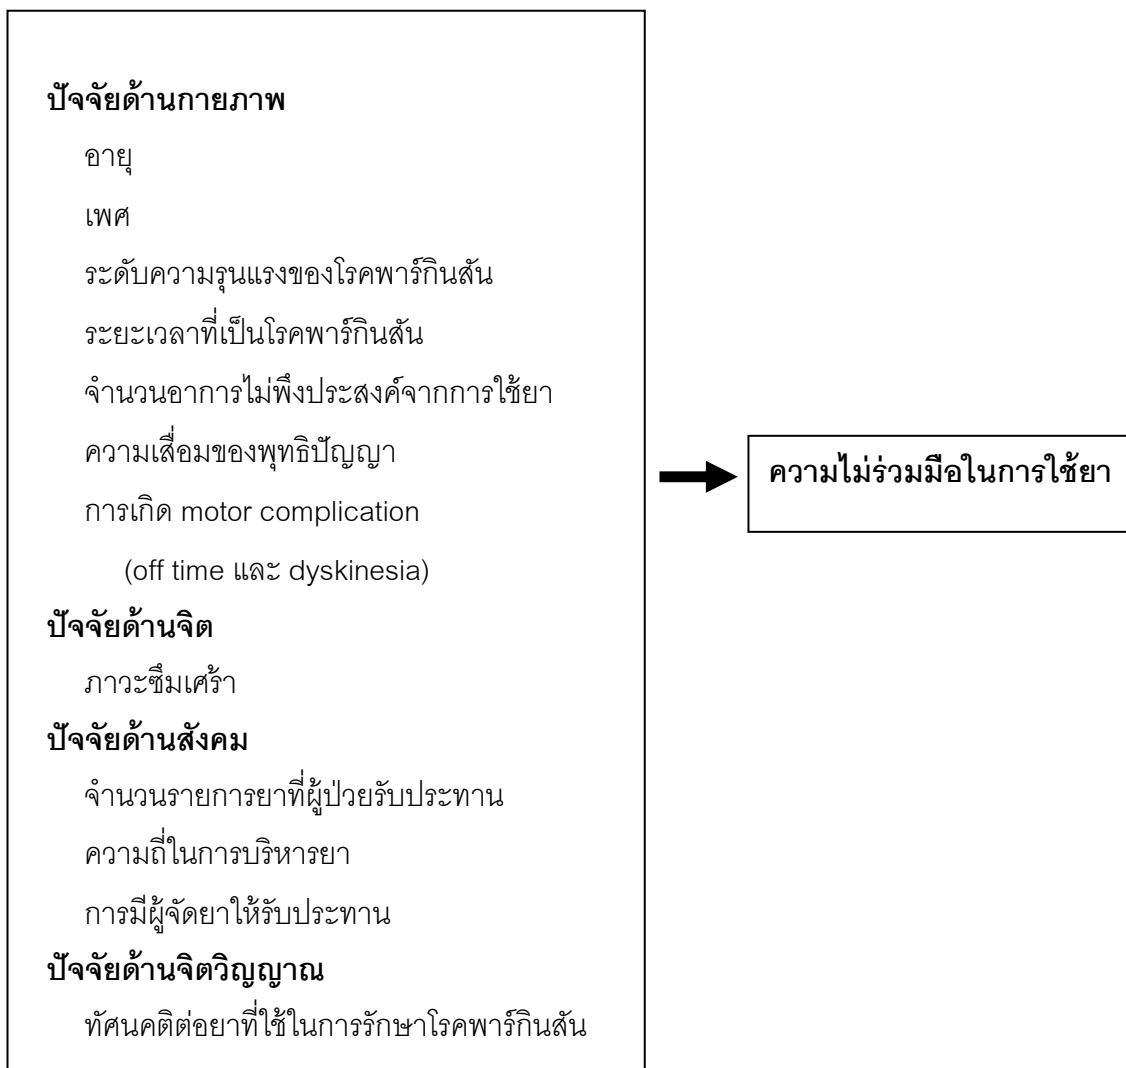 ปัจจัยด้านกายภาพ
อายุ
เพศ
ระดับความรุนแรงของโรคพาร์กินสัน
ระยะเวลาที่เป็นโรคพาร์กินสัน
จำนวนอาการไม่พึงประสงค์จากการใช้ยา
ความเสื่อมของพุทธิปัญญา
การเกิด motor complication
(off time และ dyskinesia)
ปัจจัยด้านจิต
ภาวะซึมเศร้า
ปัจจัยด้านสังคม
จำนวนรายการยาที่ผู้ป่วยรับประทาน
ความถี่ในการบริหารยา
การมีผู้จัดยาให้รับประทาน
ปัจจัยด้านจิตวิญญาณ
ทัศนคติต่อยาที่ใช้ในการรักษาโรคพาร์กินสัน
ความไม่ร่วมมือในการใช้ยา